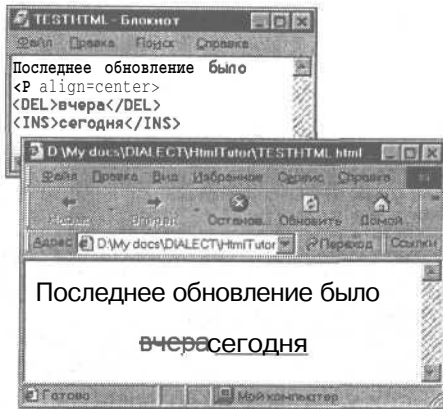 TESTHTML - Блокнот
Файл Правка Поиск Справка
Последнее обновление было
<P align=center>
<DEL>вчера</DEL>
<INS>сегодня</INS>
D:\My docs\DIALECT\HtmlTutor\TESTHTML.html
Файл Правка Вид Избранное Сервис Справка
Назад Вперед Останов... Обновить Домой
Адрес D:\My docs\DIALECT\HtmlTutor Переход Ссылки
Последнее обновление было
вчерасегодня
Готово Мой компьютер